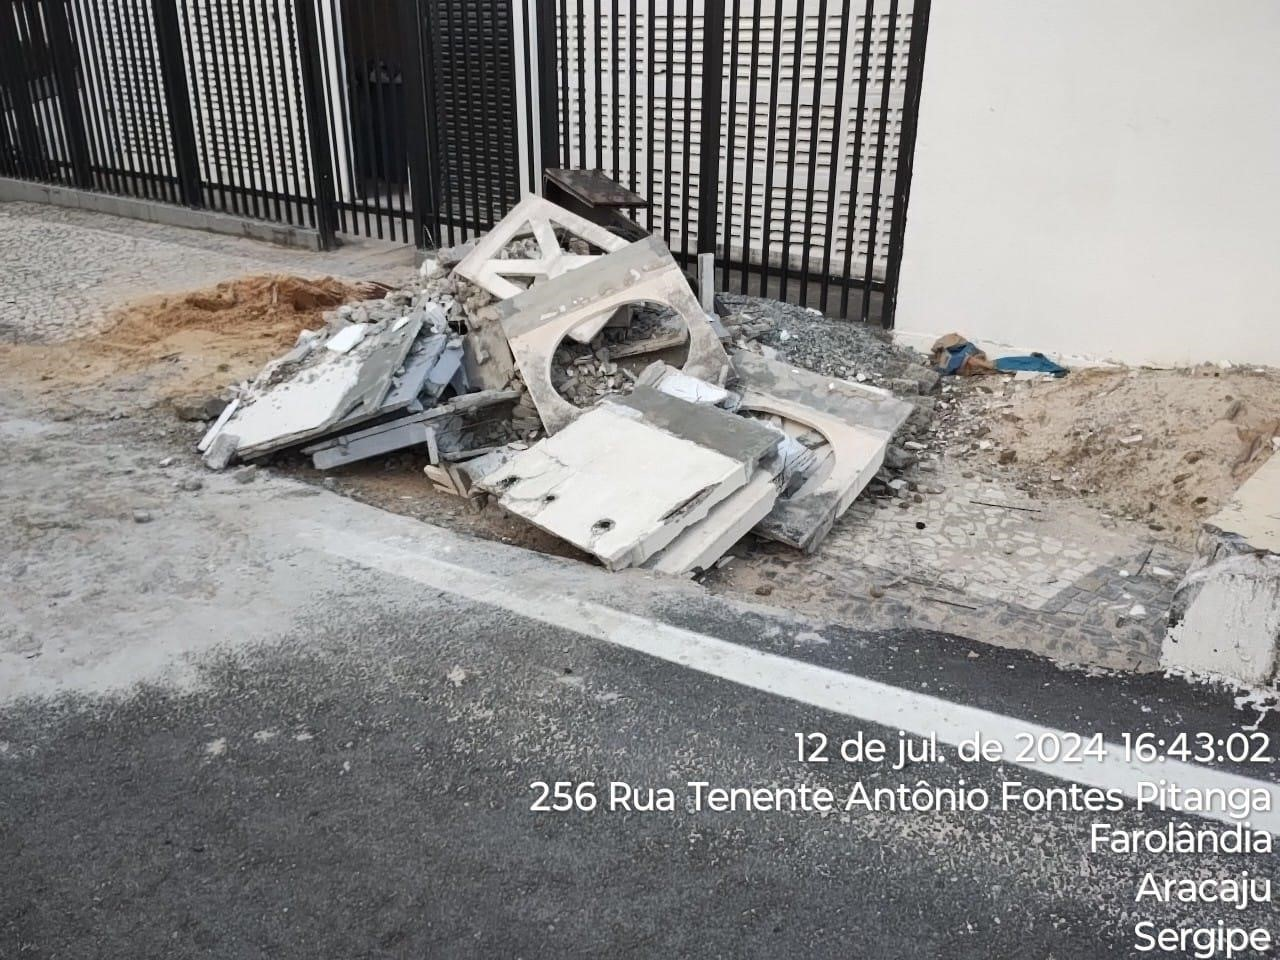 12 de jul. de 2024 16:43:02
256 Rua Tenente Antônio Fontes Pitanga
Farolândia
Aracaju
Sergipe